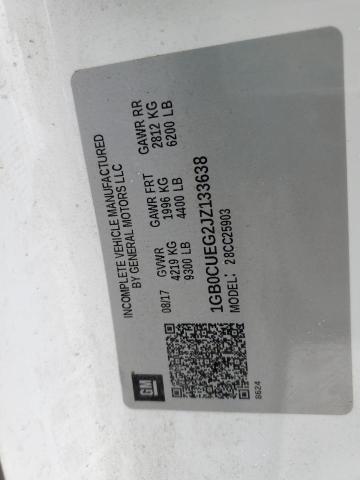 INCOMPLETE VEHICLE MANUFACTURED
BY GENERAL MOTORS LLC
08/17 GVWR GAWR FRT GAWR RR
4219 KG 1996 KG 2812 KG
9300 LB 4400 LB 6200 LB
1GB0CUEG2JZ133638
MODEL: 28CC25903
GM
8624